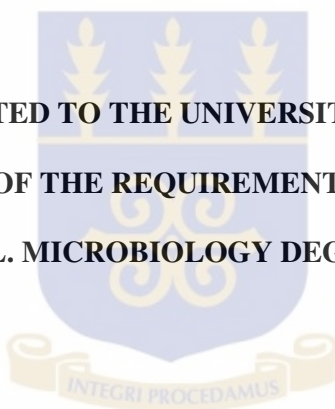 TED TO THE UNIVERSIT
OF THE REQUIREMENT
L. MICROBIOLOGY DEG
INTEGRI PROCEDAMUS